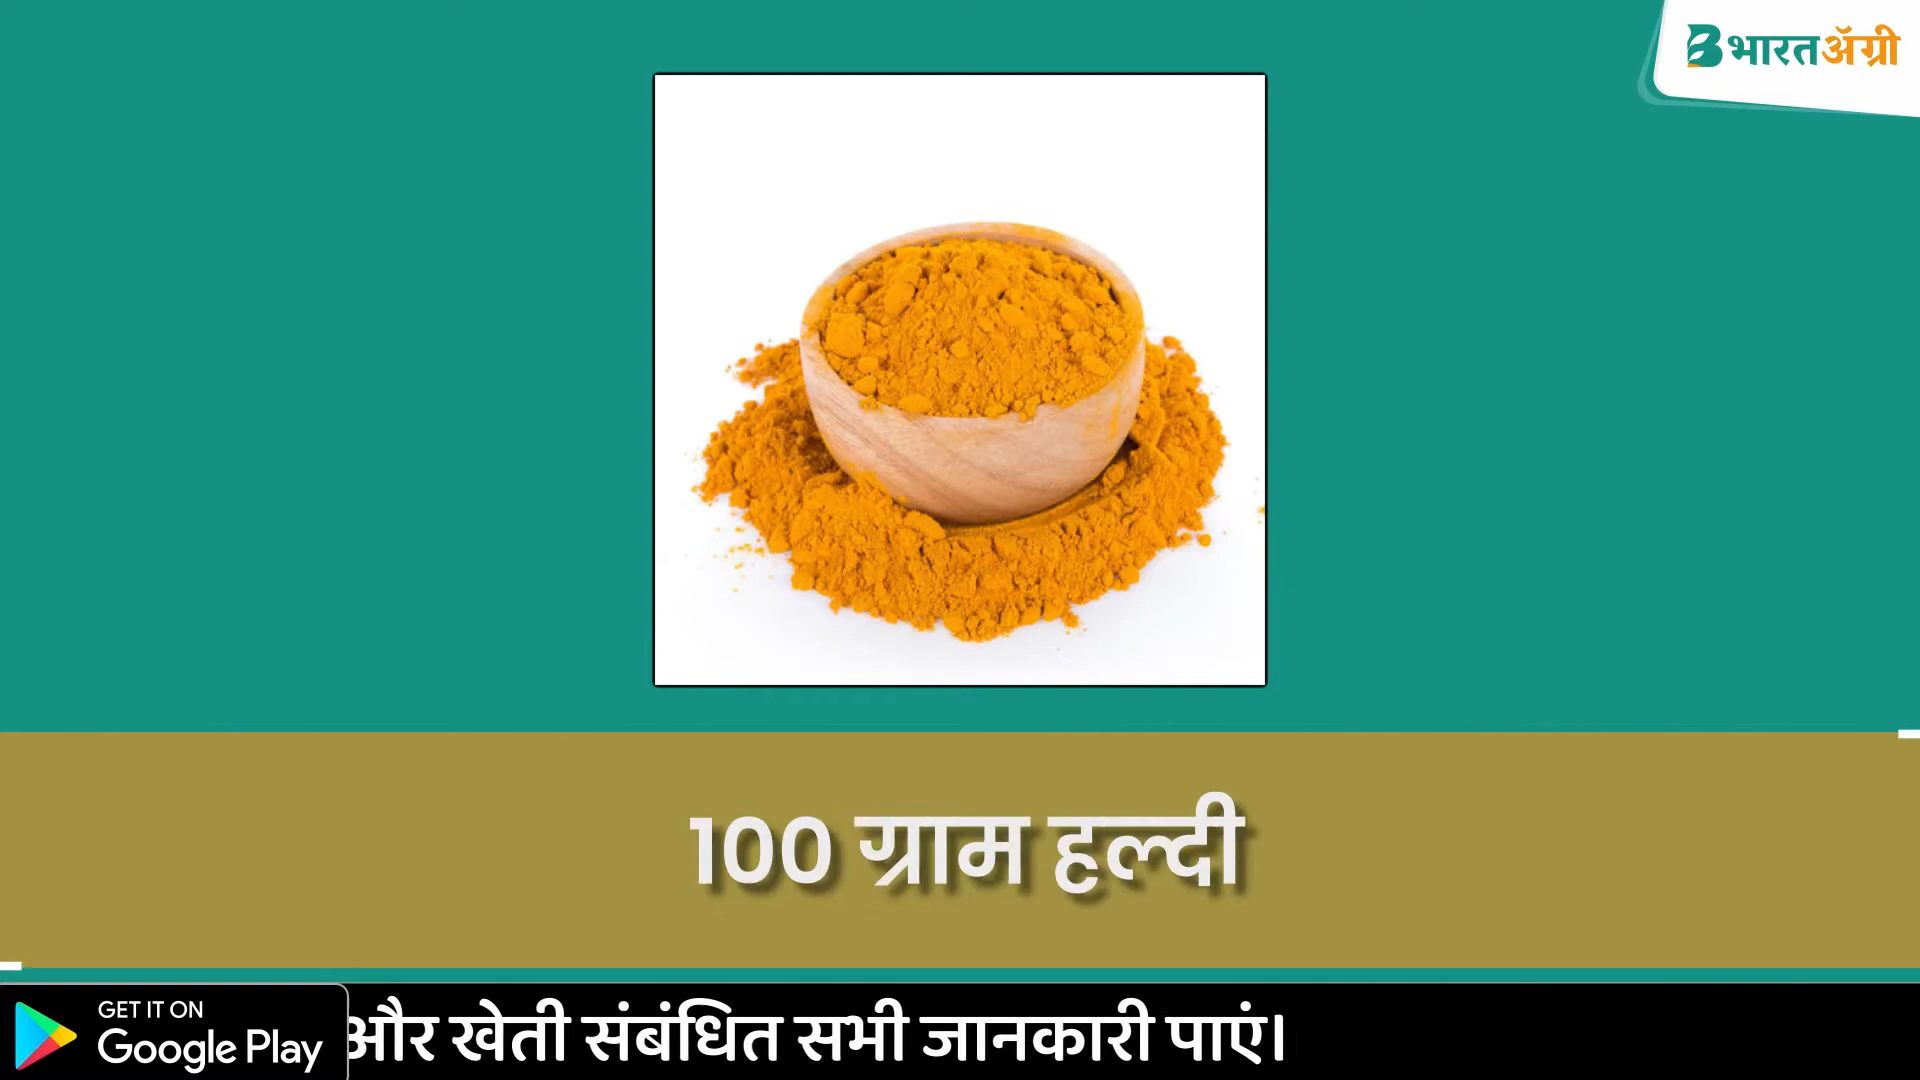 भारतॲग्री
100 ग्राम हल्दी
GET IT ON
Google Play
और खेती संबंधित सभी जानकारी पाएं।